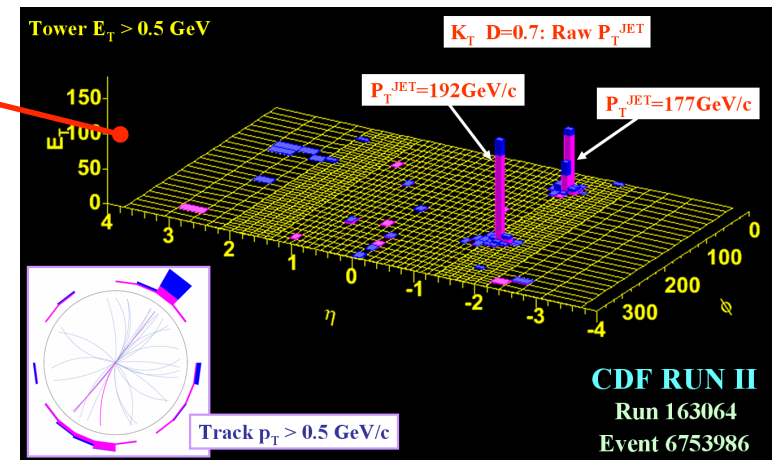 Tower E_T > 0.5 GeV
K_T D=0.7: Raw P_T^JET
P_T^JET=192GeV/c
P_T^JET=177GeV/c
E_T
150
100
50
0
4
3
2
1
0
-1
-2
-3
-4
η
0
100
200
300
ϕ
Track p_T > 0.5 GeV/c
CDF RUN II
Run 163064
Event 6753986